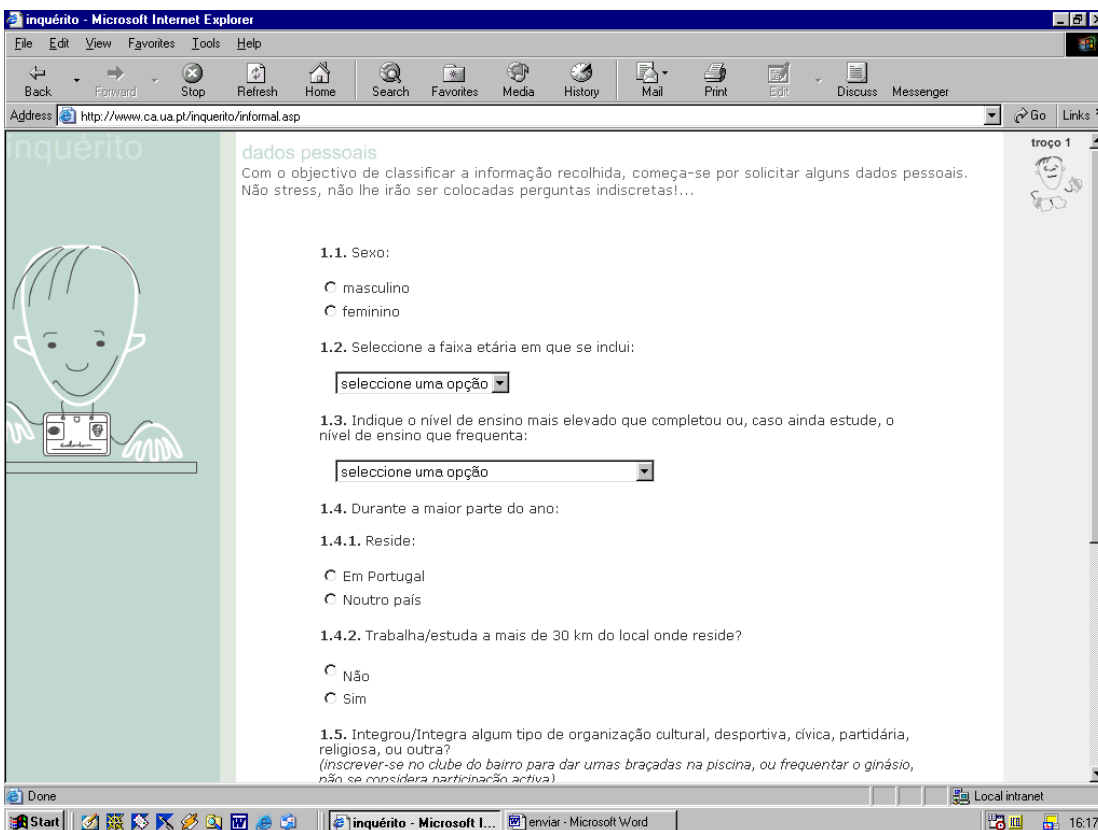 inquérito - Microsoft Internet Explorer
File Edit View Favorites Tools Help
Back Forward Stop Refresh Home Search Favorites Media History Mail Print Edit Discuss Messenger
Address http://www.ca.ua.pt/inquerito/informal.asp Go Links
inquérito
dados pessoais
troço 1
Com o objectivo de classificar a informação recolhida, começa-se por solicitar alguns dados pessoais.
Não stress, não lhe irão ser colocadas perguntas indiscretas!...
1.1. Sexo:
masculino
feminino
1.2. Seleccione a faixa etária em que se inclui:
seleccione uma opção
1.3. Indique o nível de ensino mais elevado que completou ou, caso ainda estude, o
nível de ensino que frequenta:
seleccione uma opção
1.4. Durante a maior parte do ano:
1.4.1. Reside:
Em Portugal
Noutro país
1.4.2. Trabalha/estuda a mais de 30 km do local onde reside?
Não
Sim
1.5. Integrou/Integra algum tipo de organização cultural, desportiva, cívica, partidária,
religiosa, ou outra?
(inscrever-se no clube do bairro para dar umas braçadas na piscina, ou frequentar o ginásio,
não se considera participação activa)
Done Local intranet
Start inquérito - Microsoft I... enviar - Microsoft Word 16:17